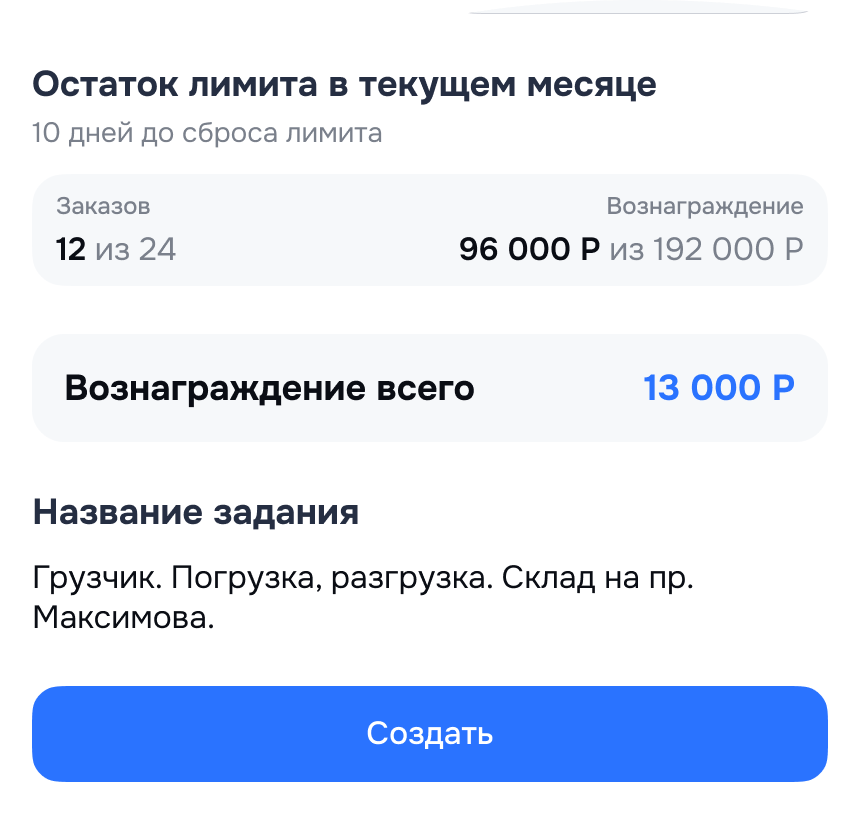 Остаток лимита в текущем месяце
10 дней до сброса лимита
Заказов
Вознаграждение
12 из 24
96 000 Р из 192 000 Р
Вознаграждение всего
13 000 Р
Название задания
Грузчик. Погрузка, разгрузка. Склад на пр.
Максимова.
Создать